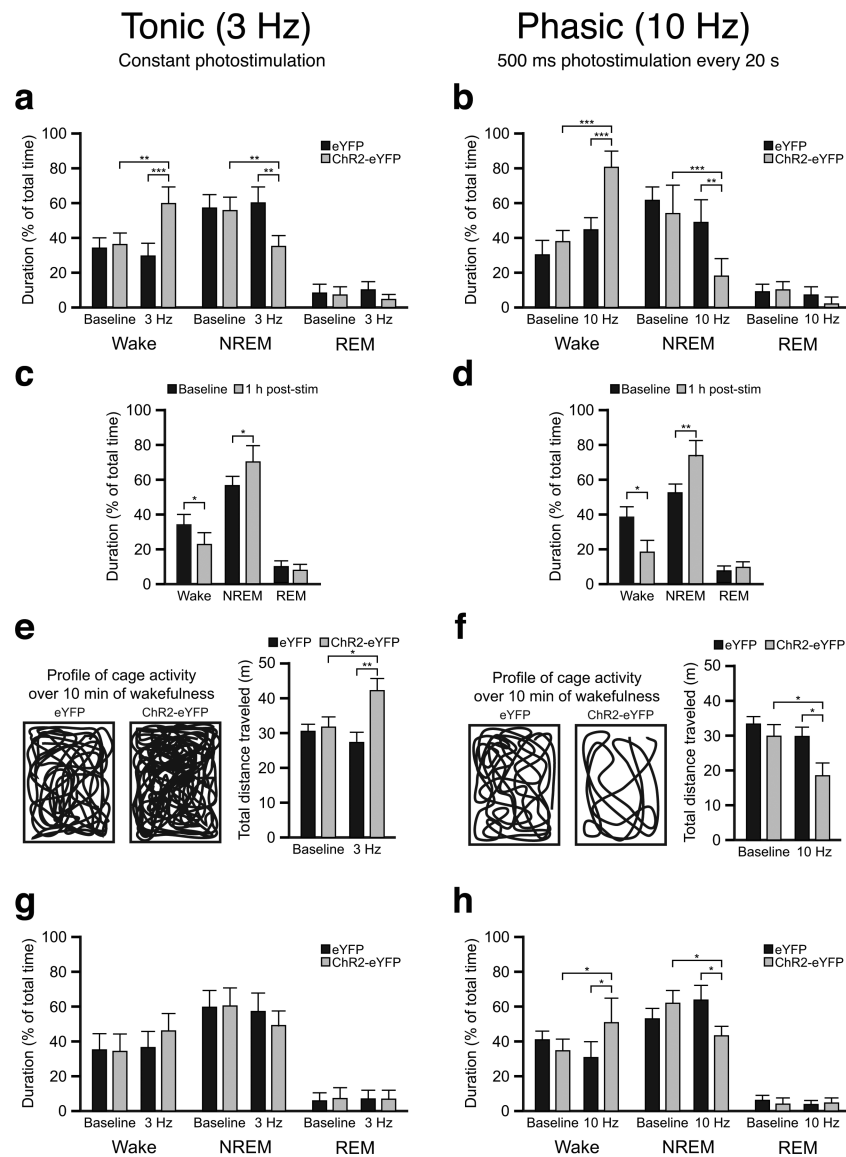 Tonic (3 Hz)
Constant photostimulation
Phasic (10 Hz)
500 ms photostimulation every 20 s
a
Duration (% of total time)
100
80
60
40
20
0
eYFP
ChR2-eYFP
**
***
**
**
Baseline 3 Hz Baseline 3 Hz Baseline 3 Hz
Wake NREM REM
b
Duration (% of total time)
100
80
60
40
20
0
eYFP
ChR2-eYFP
***
***
***
**
Baseline 10 Hz Baseline 10 Hz Baseline 10 Hz
Wake NREM REM
c
Baseline 1 h post-stim
Duration (% of total time)
100
80
60
40
20
0
*
*
Wake NREM REM
d
Baseline 1 h post-stim
Duration (% of total time)
100
80
60
40
20
0
*
**
Wake NREM REM
e
Profile of cage activity
over 10 min of wakefulness
eYFP ChR2-eYFP
eYFP ChR2-eYFP
Total distance traveled (m)
50
40
30
20
10
0
*
**
Baseline 3 Hz
f
Profile of cage activity
over 10 min of wakefulness
eYFP ChR2-eYFP
eYFP ChR2-eYFP
Total distance traveled (m)
50
40
30
20
10
0
*
*
Baseline 10 Hz
g
Duration (% of total time)
100
80
60
40
20
0
eYFP
ChR2-eYFP
Baseline 3 Hz Baseline 3 Hz Baseline 3 Hz
Wake NREM REM
h
Duration (% of total time)
100
80
60
40
20
0
eYFP
ChR2-eYFP
*
*
*
*
Baseline 10 Hz Baseline 10 Hz Baseline 10 Hz
Wake NREM REM